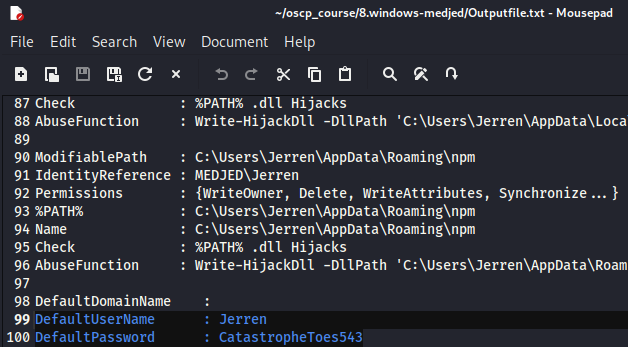 ~/oscp_course/8.windows-medjed/Outputfile.txt - Mousepad
File Edit Search View Document Help
87 Check : %PATH% .dll Hijacks
88 AbuseFunction : Write-HijackDll -DllPath 'C:\Users\Jerren\AppData\Loca
89
90 ModifiablePath : C:\Users\Jerren\AppData\Roaming\npm
91 IdentityReference : MEDJED\Jerren
92 Permissions : {WriteOwner, Delete, WriteAttributes, Synchronize...}
93 %PATH% : C:\Users\Jerren\AppData\Roaming\npm
94 Name : C:\Users\Jerren\AppData\Roaming\npm
95 Check : %PATH% .dll Hijacks
96 AbuseFunction : Write-HijackDll -DllPath 'C:\Users\Jerren\AppData\Roam
97
98 DefaultDomainName :
99 DefaultUserName : Jerren
100 DefaultPassword : CatastropheToes543